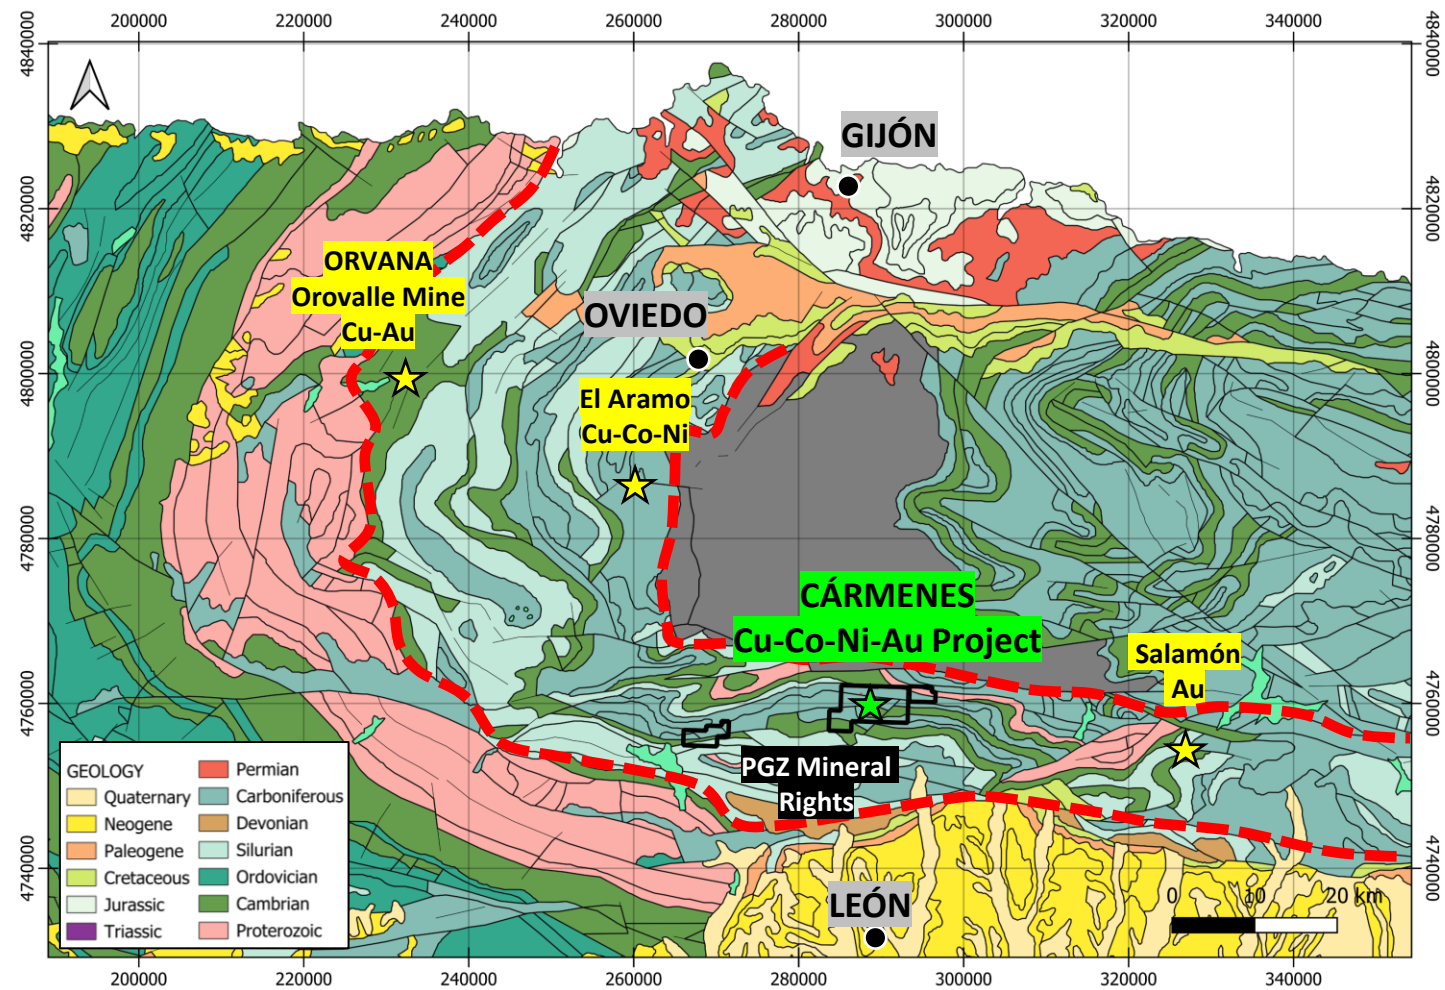 200000 220000 240000 260000 280000 300000 320000 340000
4840000 4840000
GIJÓN
4820000 4820000
ORVANA
Orovalle Mine
Cu-Au
OVIEDO
4800000 4800000
El Aramo
Cu-Co-Ni
4780000 4780000
CÁRMENES
Cu-Co-Ni-Au Project
Salamón
Au
4760000 4760000
PGZ Mineral
Rights
GEOLOGY
Quaternary
Neogene
Paleogene
Cretaceous
Jurassic
Triassic
Permian
Carboniferous
Devonian
Silurian
Ordovician
Cambrian
Proterozoic
4740000 4740000
LEÓN
0 10 20 km
200000 220000 240000 260000 280000 300000 320000 340000